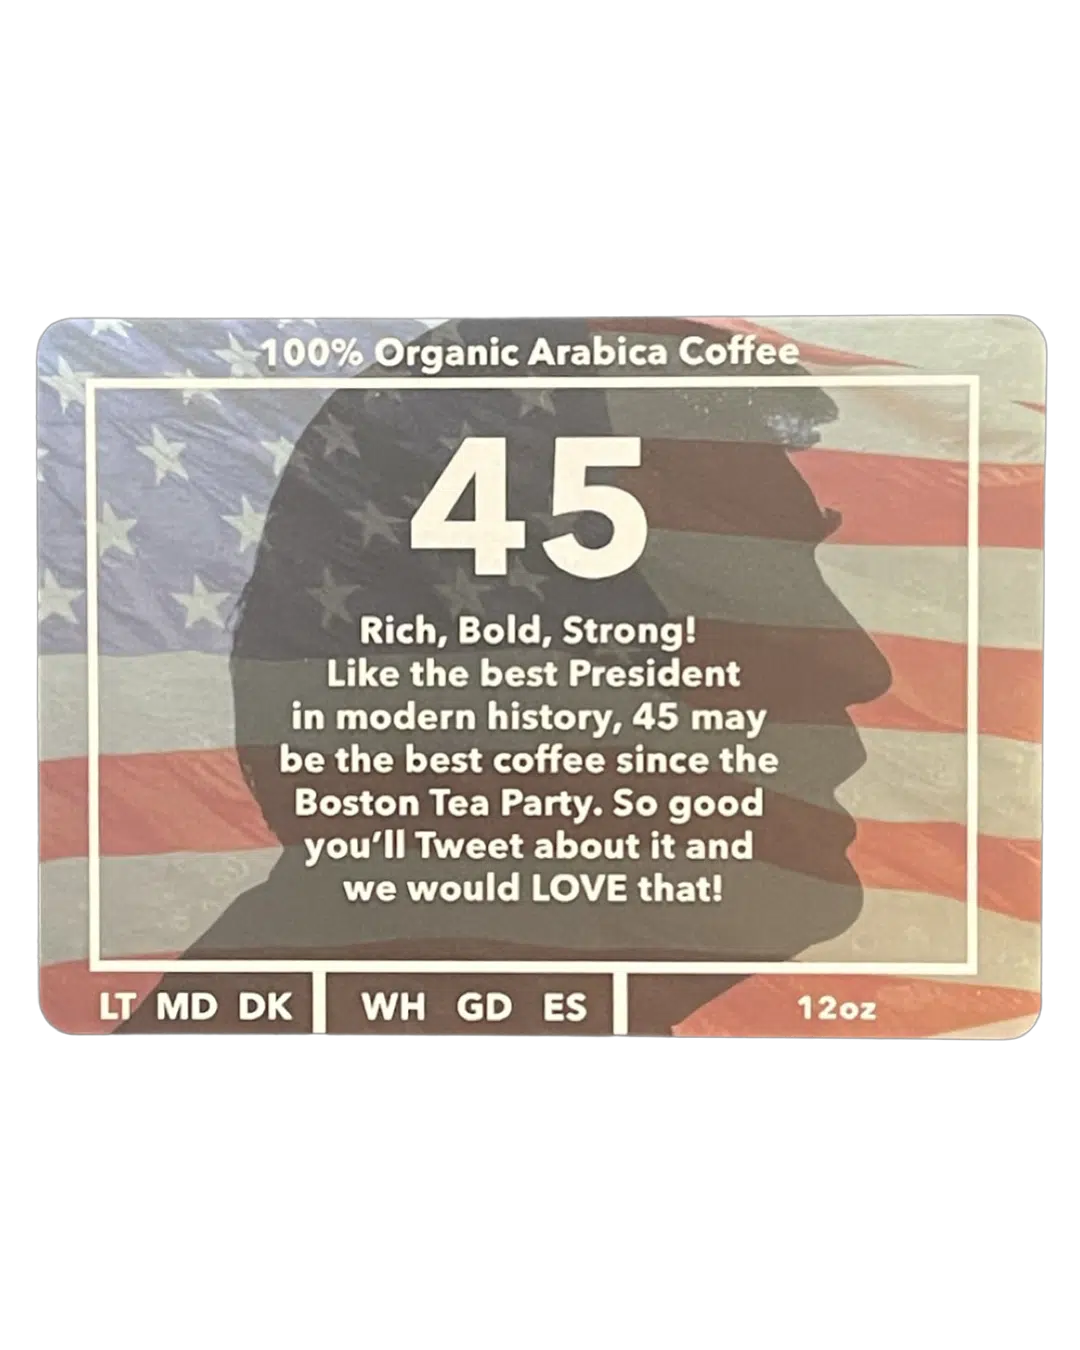 100% Organic Arabica Coffee
45
Rich, Bold, Strong!
Like the best President
in modern history, 45 may
be the best coffee since the
Boston Tea Party. So good
you’ll Tweet about it and
we would LOVE that!
LT MD DK WH GD ES 12oz